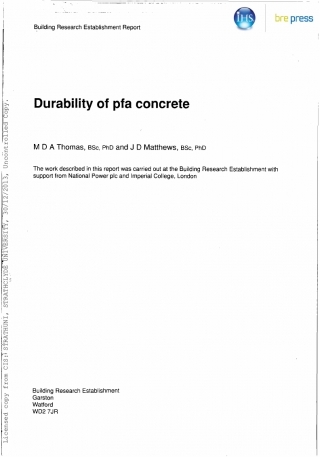 Building Research Establishment Report
IHS
bre press
Durability of pfa concrete
M D A Thomas, BSc, PhD and J D Matthews, BSc, PhD
The work described in this report was carried out at the Building Research Establishment with
support from National Power plc and Imperial College, London
Building Research Establishment
Garston
Watford
WD2 7JR
Licensed copy from CIS: STRATHUNI, STRATHCLYDE UNIVERSITY, 30/12/2013, Uncontrolled Copy.